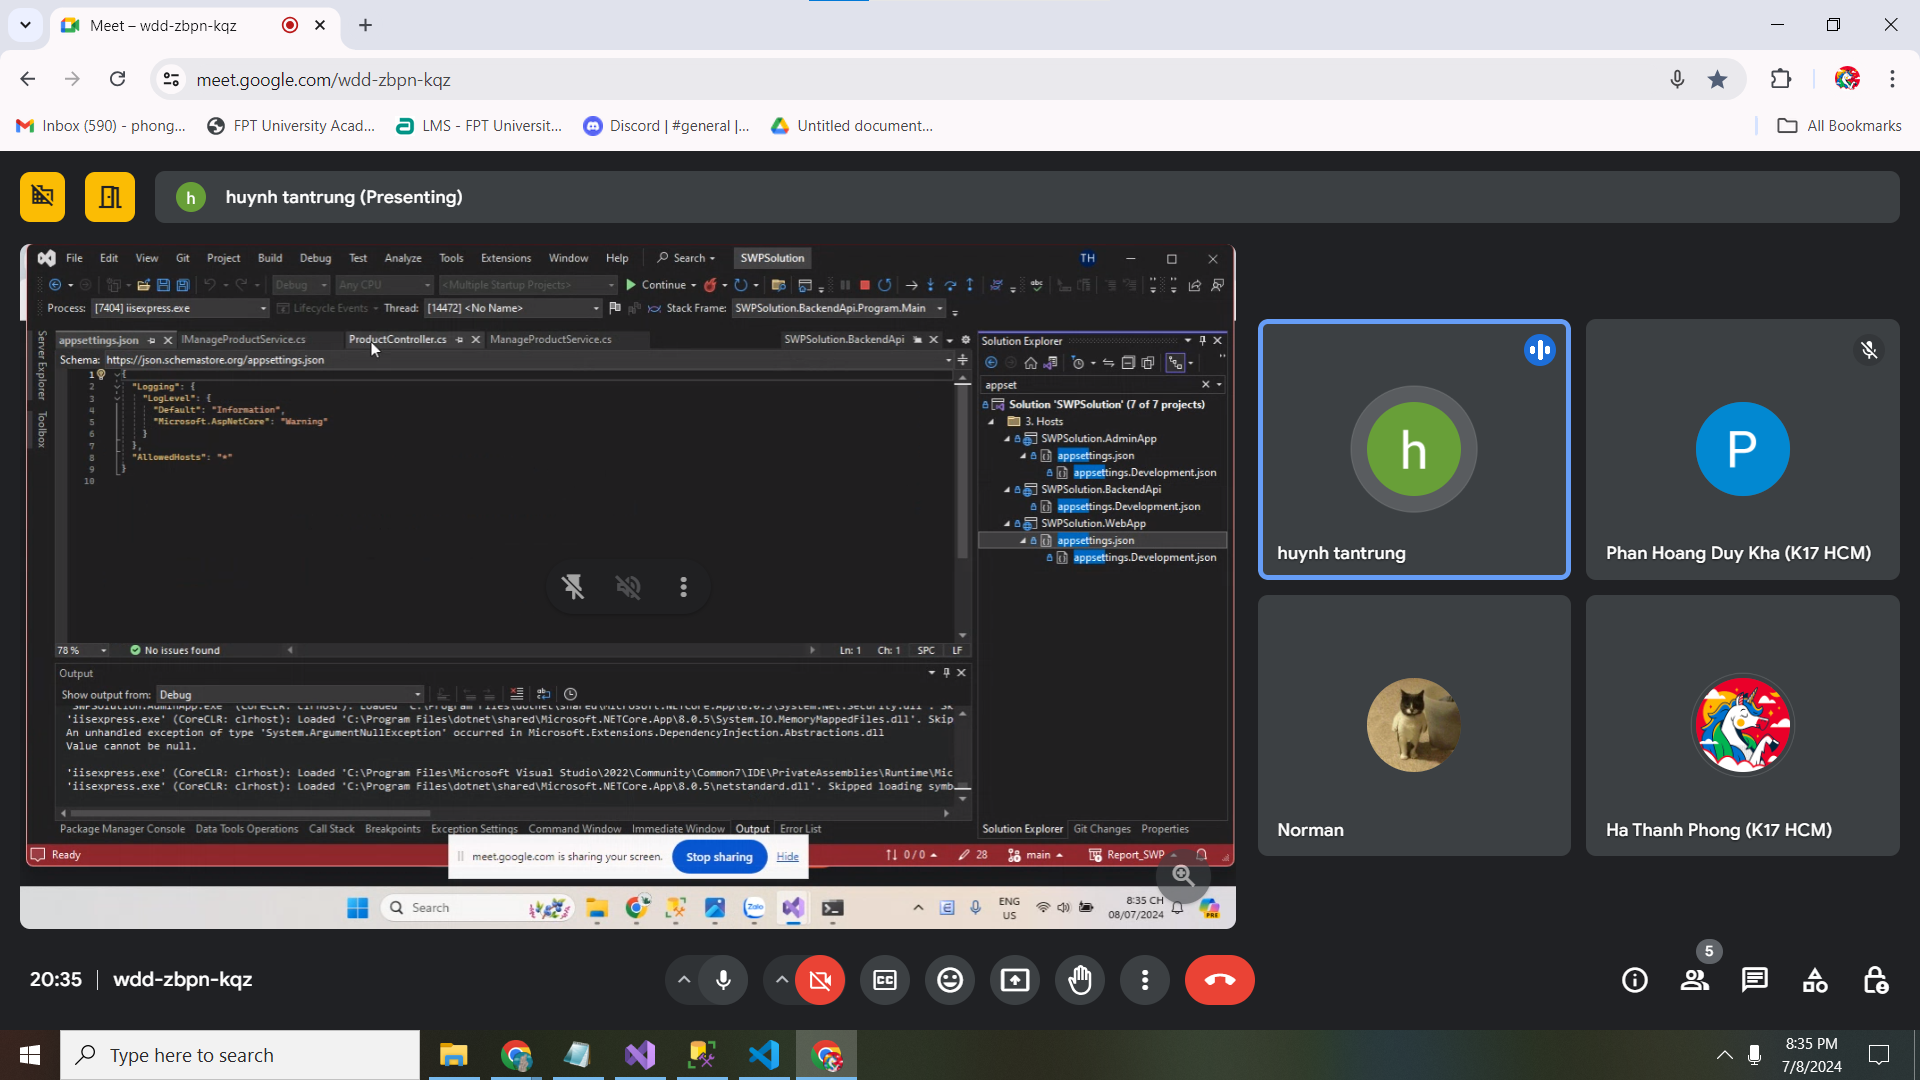 Meet – wdd-zbpn-kqz
meet.google.com/wdd-zbpn-kqz
Inbox (590) - phong...
FPT University Acad...
LMS - FPT Universit...
Discord | #general |...
Untitled document...
All Bookmarks
h
huynh tantrung (Presenting)
File Edit View Git Project Build Debug Test Analyze Tools Extensions Window Help Search SWPSolution TH
Debug Any CPU <Multiple Startup Projects> Continue
Process: [7404] iisexpress.exe Lifecycle Events Thread: [14472] <No Name> Stack Frame: SWPSolution.BackendApi.Program.Main
Server Explorer
Toolbox
appsettings.json IManageProductService.cs ProductController.cs ManageProductService.cs SWPSolution.BackendApi
Schema: https://json.schemastore.org/appsettings.json
1 {
2 "Logging": {
3 "LogLevel": {
4 "Default": "Information",
5 "Microsoft.AspNetCore": "Warning"
6 }
7 },
8 "AllowedHosts": "*"
9 }
10
78 % No issues found Ln: 1 Ch: 1 SPC LF
Output
Show output from: Debug
'iisexpress.exe' (CoreCLR: clrhost): Loaded 'C:\Program Files\dotnet\shared\Microsoft.NETCore.App\8.0.5\System.IO.MemoryMappedFiles.dll'. Skip
An unhandled exception of type 'System.ArgumentNullException' occurred in Microsoft.Extensions.DependencyInjection.Abstractions.dll
Value cannot be null.
'iisexpress.exe' (CoreCLR: clrhost): Loaded 'C:\Program Files\Microsoft Visual Studio\2022\Community\Common7\IDE\PrivateAssemblies\Runtime\Mic
'iisexpress.exe' (CoreCLR: clrhost): Loaded 'C:\Program Files\dotnet\shared\Microsoft.NETCore.App\8.0.5\netstandard.dll'. Skipped loading symb
Package Manager Console Data Tools Operations Call Stack Breakpoints Exception Settings Command Window Immediate Window Output Error List
Solution Explorer
appset
Solution 'SWPSolution' (7 of 7 projects)
3. Hosts
SWPSolution.AdminApp
appsettings.json
appsettings.Development.json
SWPSolution.BackendApi
appsettings.Development.json
SWPSolution.WebApp
appsettings.json
appsettings.Development.json
Solution Explorer Git Changes Properties
Ready
meet.google.com is sharing your screen. Stop sharing Hide
0 / 0 28 main Report_SWP
Search
Zalo
ENG
US
8:35 CH
08/07/2024
PRE
h
huynh tantrung
P
Phan Hoang Duy Kha (K17 HCM)
Norman
Ha Thanh Phong (K17 HCM)
20:35 | wdd-zbpn-kqz
CC
5
Type here to search
8:35 PM
7/8/2024